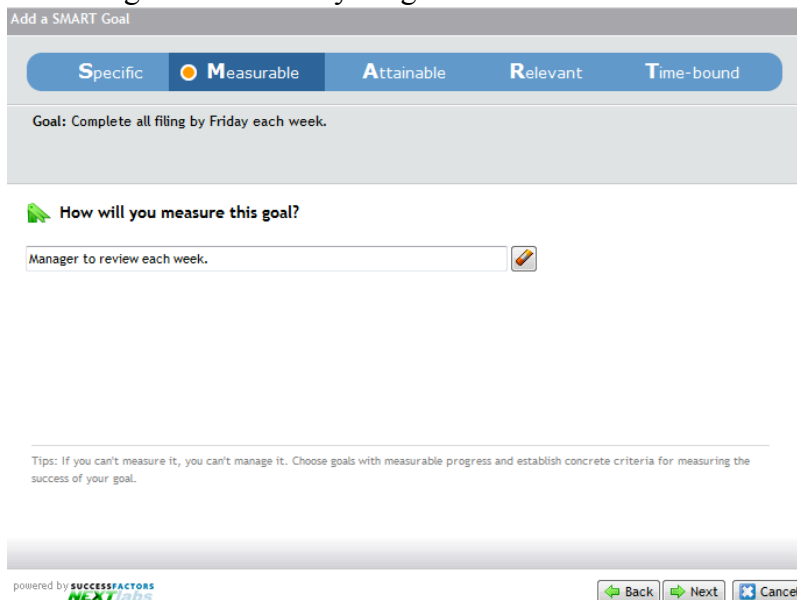 Add a SMART Goal
Specific Measurable Attainable Relevant Time-bound
Goal: Complete all filing by Friday each week.
How will you measure this goal?
Manager to review each week.
Tips: If you can't measure it, you can't manage it. Choose goals with measurable progress and establish concrete criteria for measuring the
success of your goal.
powered by SUCCESSFACTORS
NEXTlabs
Back Next Cancel